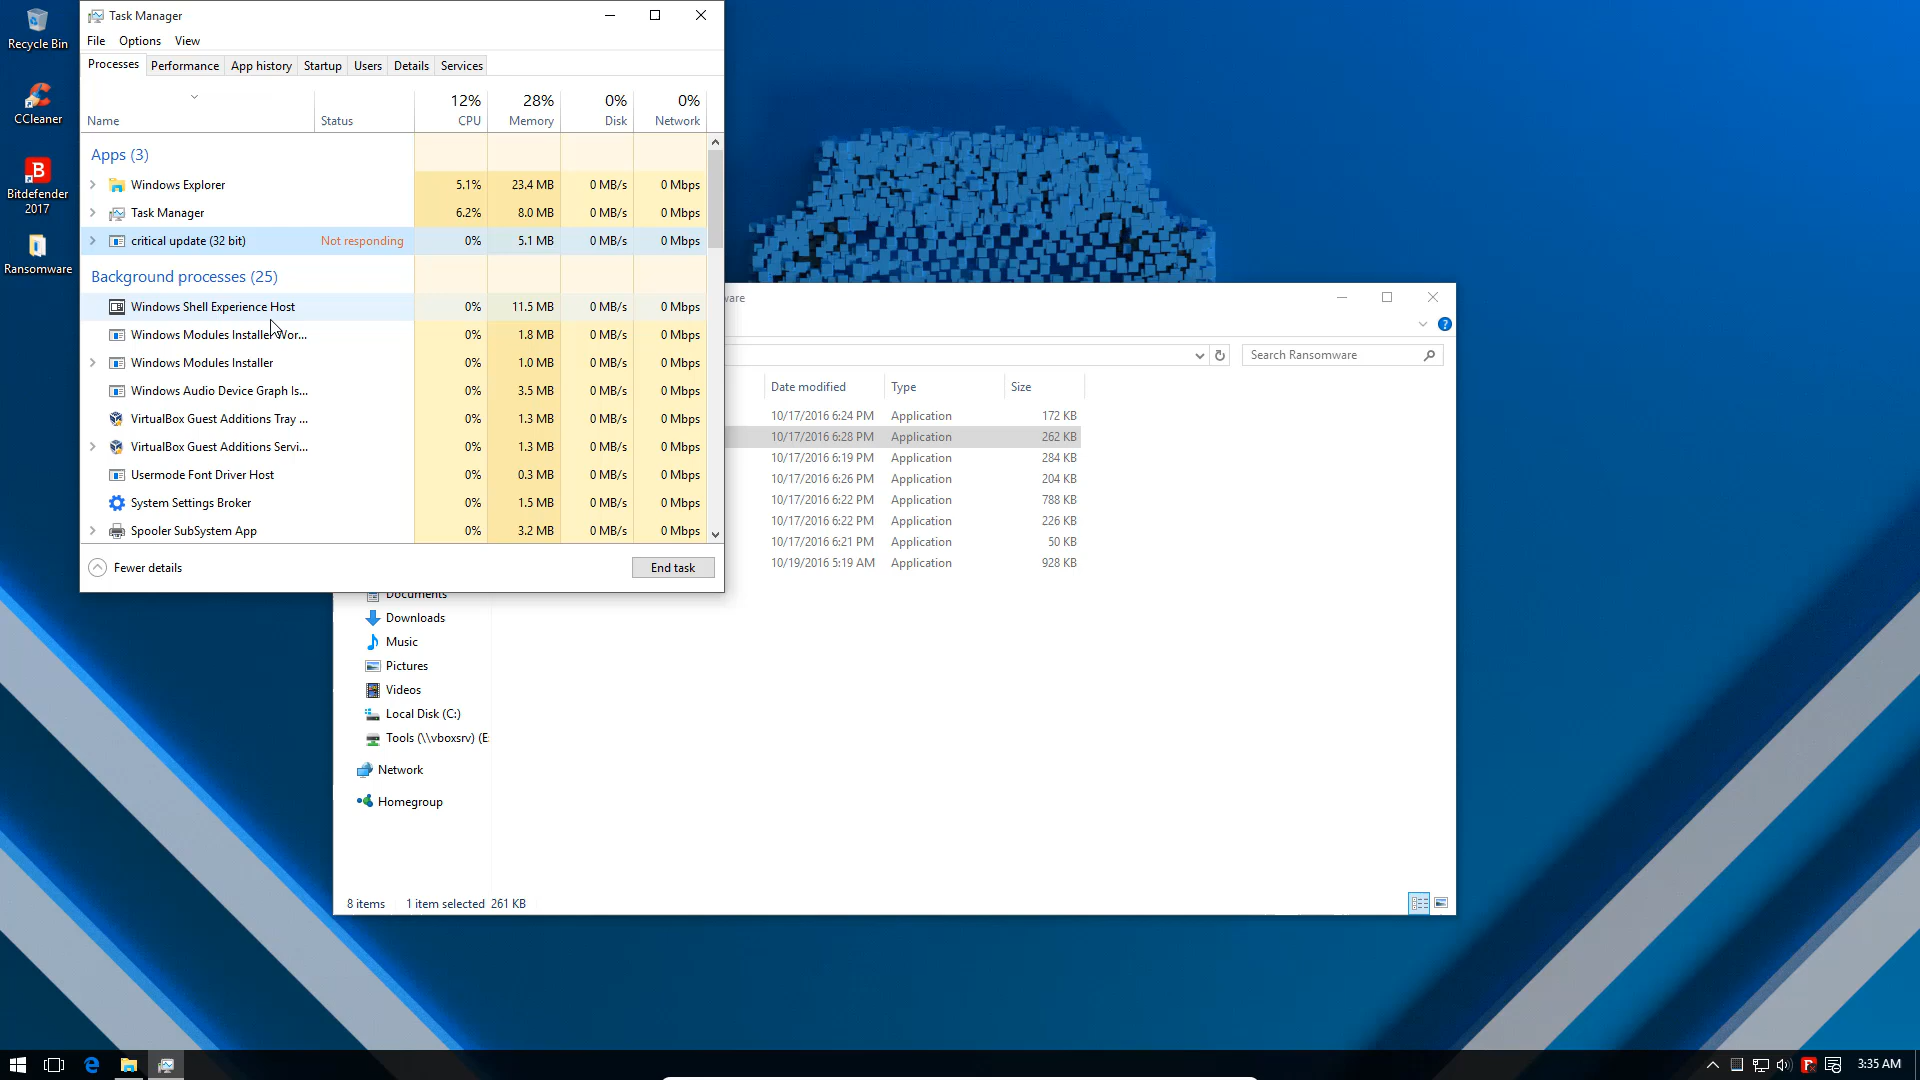 Recycle Bin
CCleaner
Bitdefender
2017
Ransomware
Task Manager
File Options View
Processes Performance App history Startup Users Details Services
12% 28% 0% 0%
Name Status CPU Memory Disk Network
Apps (3)
Windows Explorer 5.1% 23.4 MB 0 MB/s 0 Mbps
Task Manager 6.2% 8.0 MB 0 MB/s 0 Mbps
critical update (32 bit) Not responding 0% 5.1 MB 0 MB/s 0 Mbps
Background processes (25)
Windows Shell Experience Host 0% 11.5 MB 0 MB/s 0 Mbps
Windows Modules Installer Wor... 0% 1.8 MB 0 MB/s 0 Mbps
Windows Modules Installer 0% 1.0 MB 0 MB/s 0 Mbps
Windows Audio Device Graph Is... 0% 3.5 MB 0 MB/s 0 Mbps
VirtualBox Guest Additions Tray ... 0% 1.3 MB 0 MB/s 0 Mbps
VirtualBox Guest Additions Servi... 0% 1.3 MB 0 MB/s 0 Mbps
Usermode Font Driver Host 0% 0.3 MB 0 MB/s 0 Mbps
System Settings Broker 0% 1.5 MB 0 MB/s 0 Mbps
Spooler SubSystem App 0% 3.2 MB 0 MB/s 0 Mbps
Fewer details End task
ware
Search Ransomware
Date modified Type Size
10/17/2016 6:24 PM Application 172 KB
10/17/2016 6:28 PM Application 262 KB
10/17/2016 6:19 PM Application 284 KB
10/17/2016 6:26 PM Application 204 KB
10/17/2016 6:22 PM Application 788 KB
10/17/2016 6:22 PM Application 226 KB
10/17/2016 6:21 PM Application 50 KB
10/19/2016 5:19 AM Application 928 KB
Documents
Downloads
Music
Pictures
Videos
Local Disk (C:)
Tools (\\vboxsrv) (E
Network
Homegroup
8 items 1 item selected 261 KB
3:35 AM